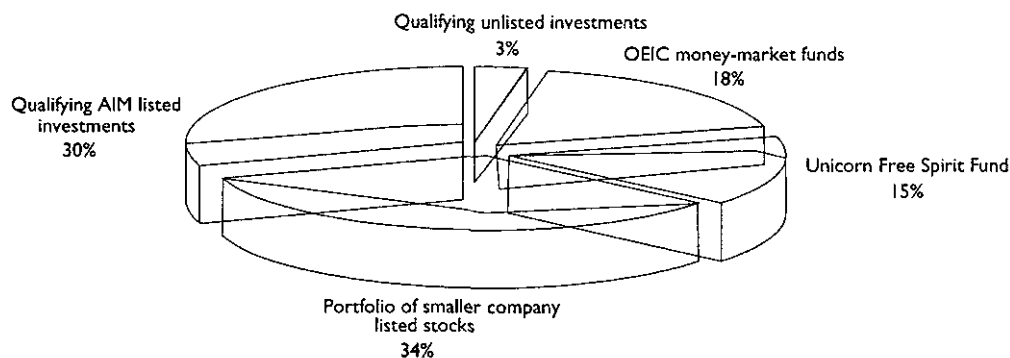 Qualifying unlisted investments
3%
OEIC money-market funds
18%
Qualifying AIM listed
investments
30%
Unicorn Free Spirit Fund
15%
Portfolio of smaller company
listed stocks
34%